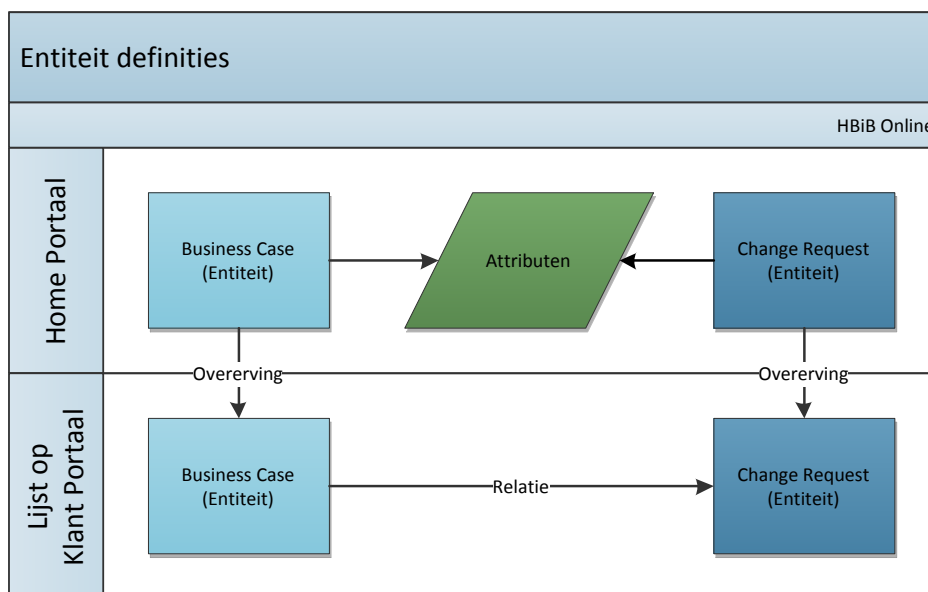 Entiteit definities
HBiB Online
Home Portaal
Business Case
(Entiteit)
Attributen
Change Request
(Entiteit)
Overerving
Overerving
Lijst op
Klant Portaal
Business Case
(Entiteit)
Relatie
Change Request
(Entiteit)